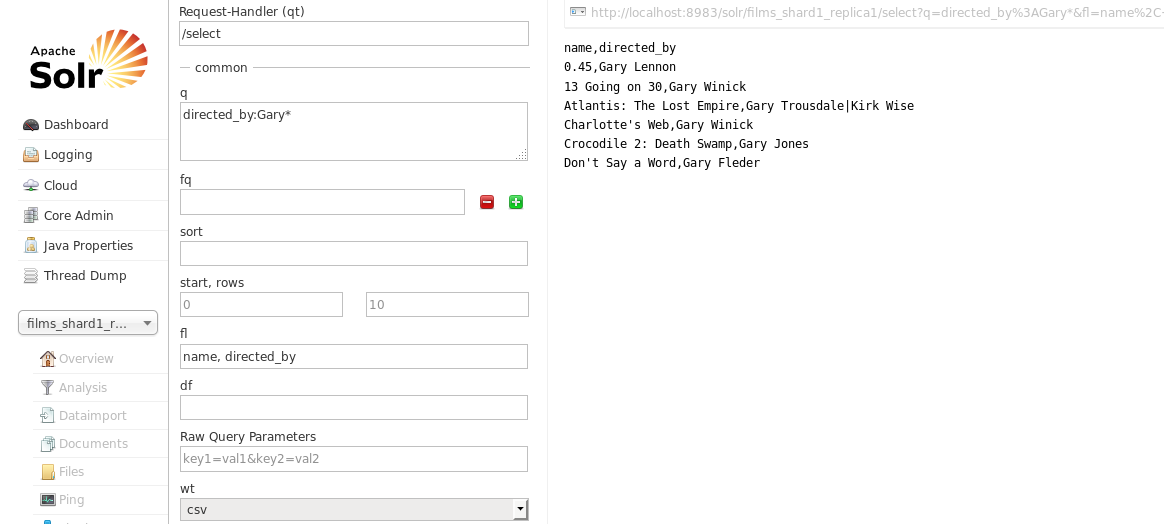 Apache
Solr
Dashboard
Logging
Cloud
Core Admin
Java Properties
Thread Dump
films_shard1_r...
Overview
Analysis
Dataimport
Documents
Files
Ping
Request-Handler (qt)
/select
common
q
directed_by:Gary*
fq
sort
start, rows
0
10
fl
name, directed_by
df
Raw Query Parameters
key1=val1&key2=val2
wt
csv
http://localhost:8983/solr/films_shard1_replica1/select?q=directed_by%3AGary*&fl=name%2C
name,directed_by
0.45,Gary Lennon
13 Going on 30,Gary Winick
Atlantis: The Lost Empire,Gary Trousdale|Kirk Wise
Charlotte's Web,Gary Winick
Crocodile 2: Death Swamp,Gary Jones
Don't Say a Word,Gary Fleder